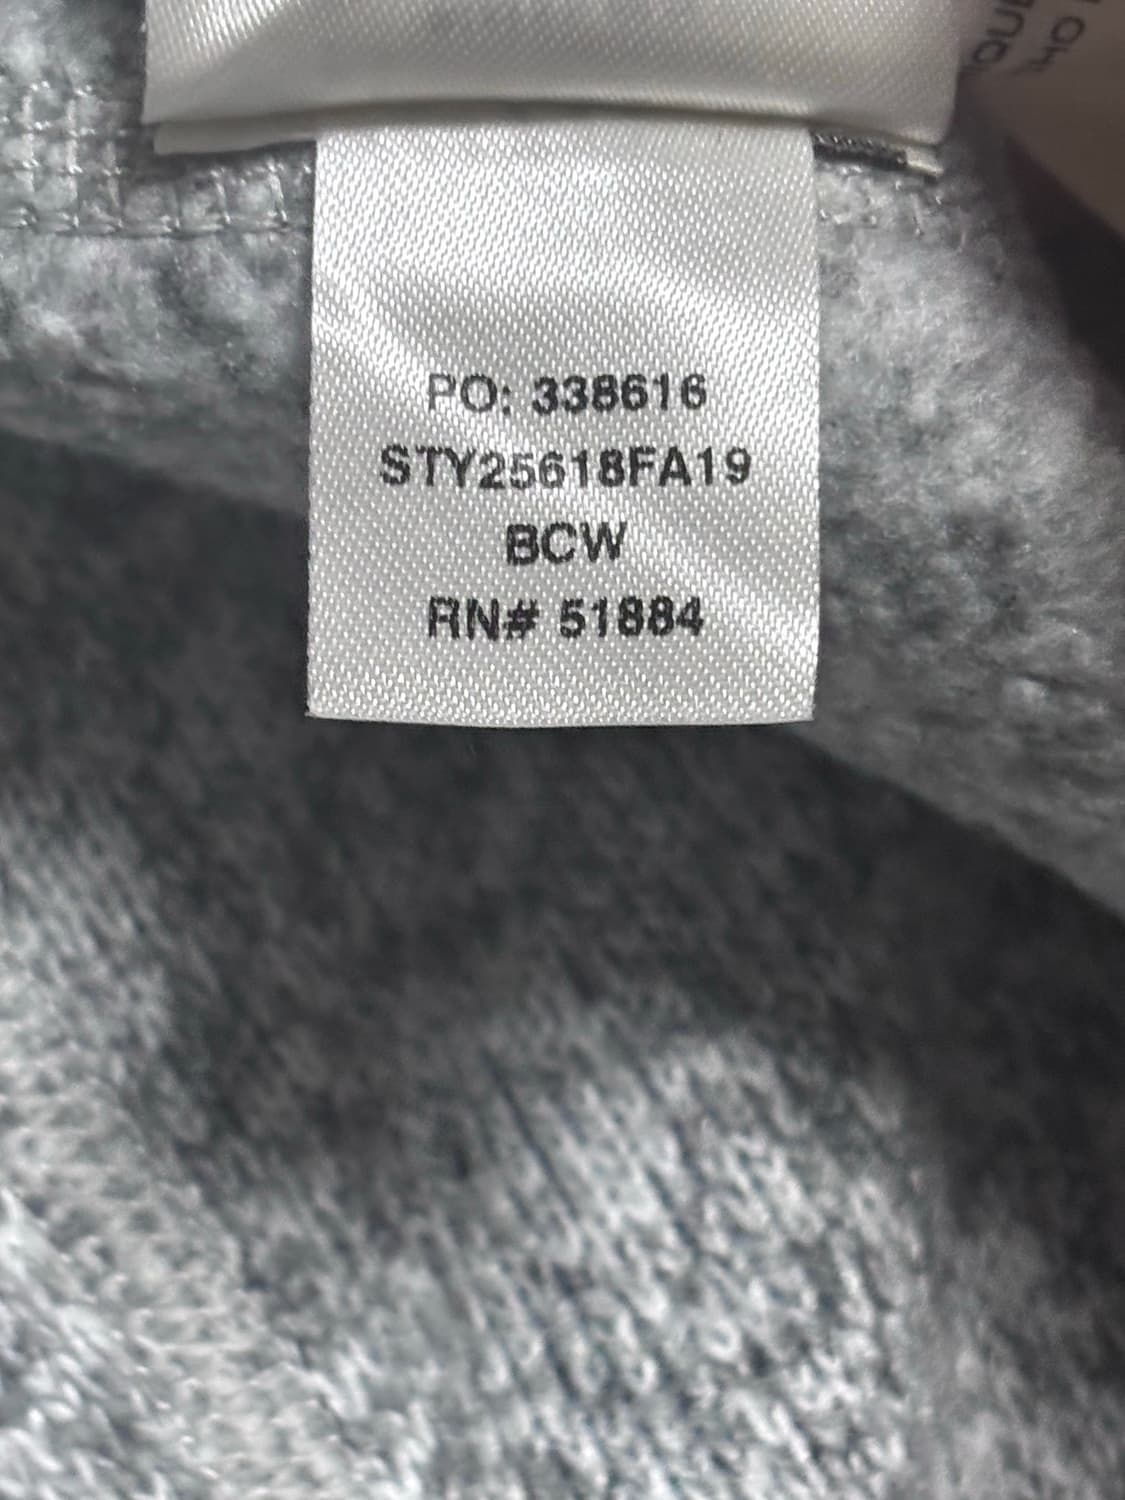 PO: 338616
STY25618FA19
BCW
RN# 51884